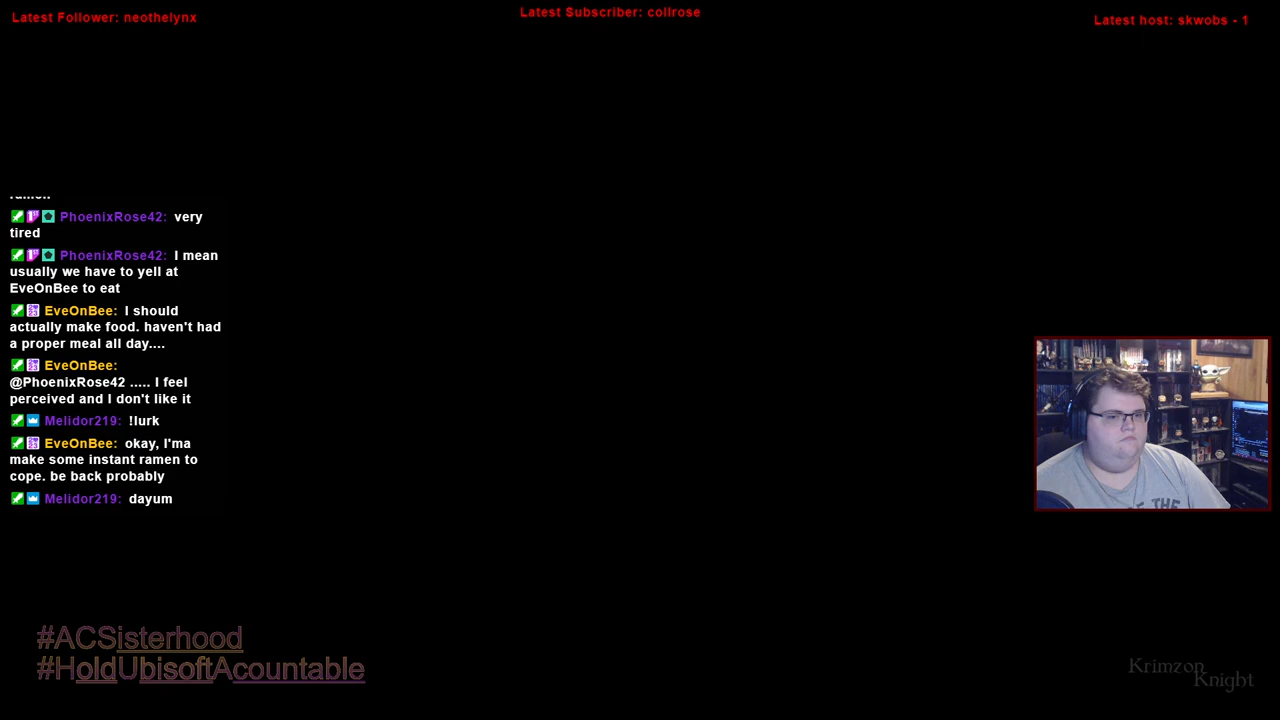 Latest Follower: neothelynx
Latest Subscriber: collrose
Latest host: skwobs - 1
PhoenixRose42: very
tired
PhoenixRose42: I mean
usually we have to yell at
EveOnBee to eat
EveOnBee: I should
actually make food. haven't had
a proper meal all day....
EveOnBee:
@PhoenixRose42 ..... I feel
perceived and I don't like it
Melidor219: !lurk
EveOnBee: okay, I'ma
make some instant ramen to
cope. be back probably
Melidor219: dayum
OF THE
#ACSisterhood
#HoldUbisoftAcountable
Krimzon
Knight